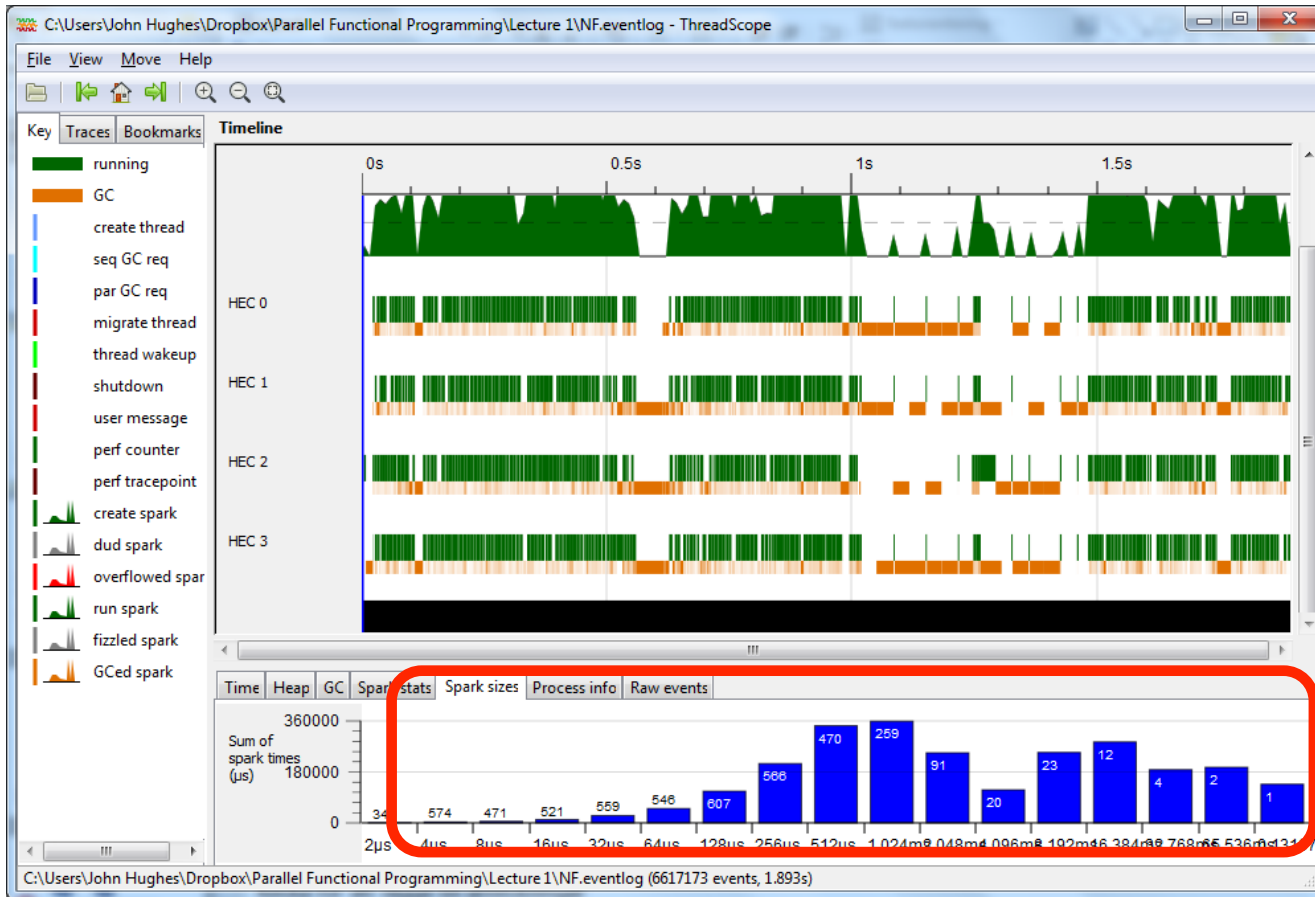 C:\Users\John Hughes\Dropbox\Parallel Functional Programming\Lecture 1\NF.eventlog - ThreadScope
File View Move Help
Key Traces Bookmarks
Timeline
running
GC
create thread
seq GC req
par GC req
migrate thread
thread wakeup
shutdown
user message
perf counter
perf tracepoint
create spark
dud spark
overflowed spar
run spark
fizzled spark
GCed spark
0s 0.5s 1s 1.5s
HEC 0
HEC 1
HEC 2
HEC 3
Time Heap GC Spark stats Spark sizes Process info Raw events
Sum of
spark times
(µs)
360000
180000
0
574 471 521 559 546 607 566 470 259 91 20 23 12 4 2 1
2µs 4µs 8µs 16µs 32µs 64µs 128µs 256µs 512µs
C:\Users\John Hughes\Dropbox\Parallel Functional Programming\Lecture 1\NF.eventlog (6617173 events, 1.893s)